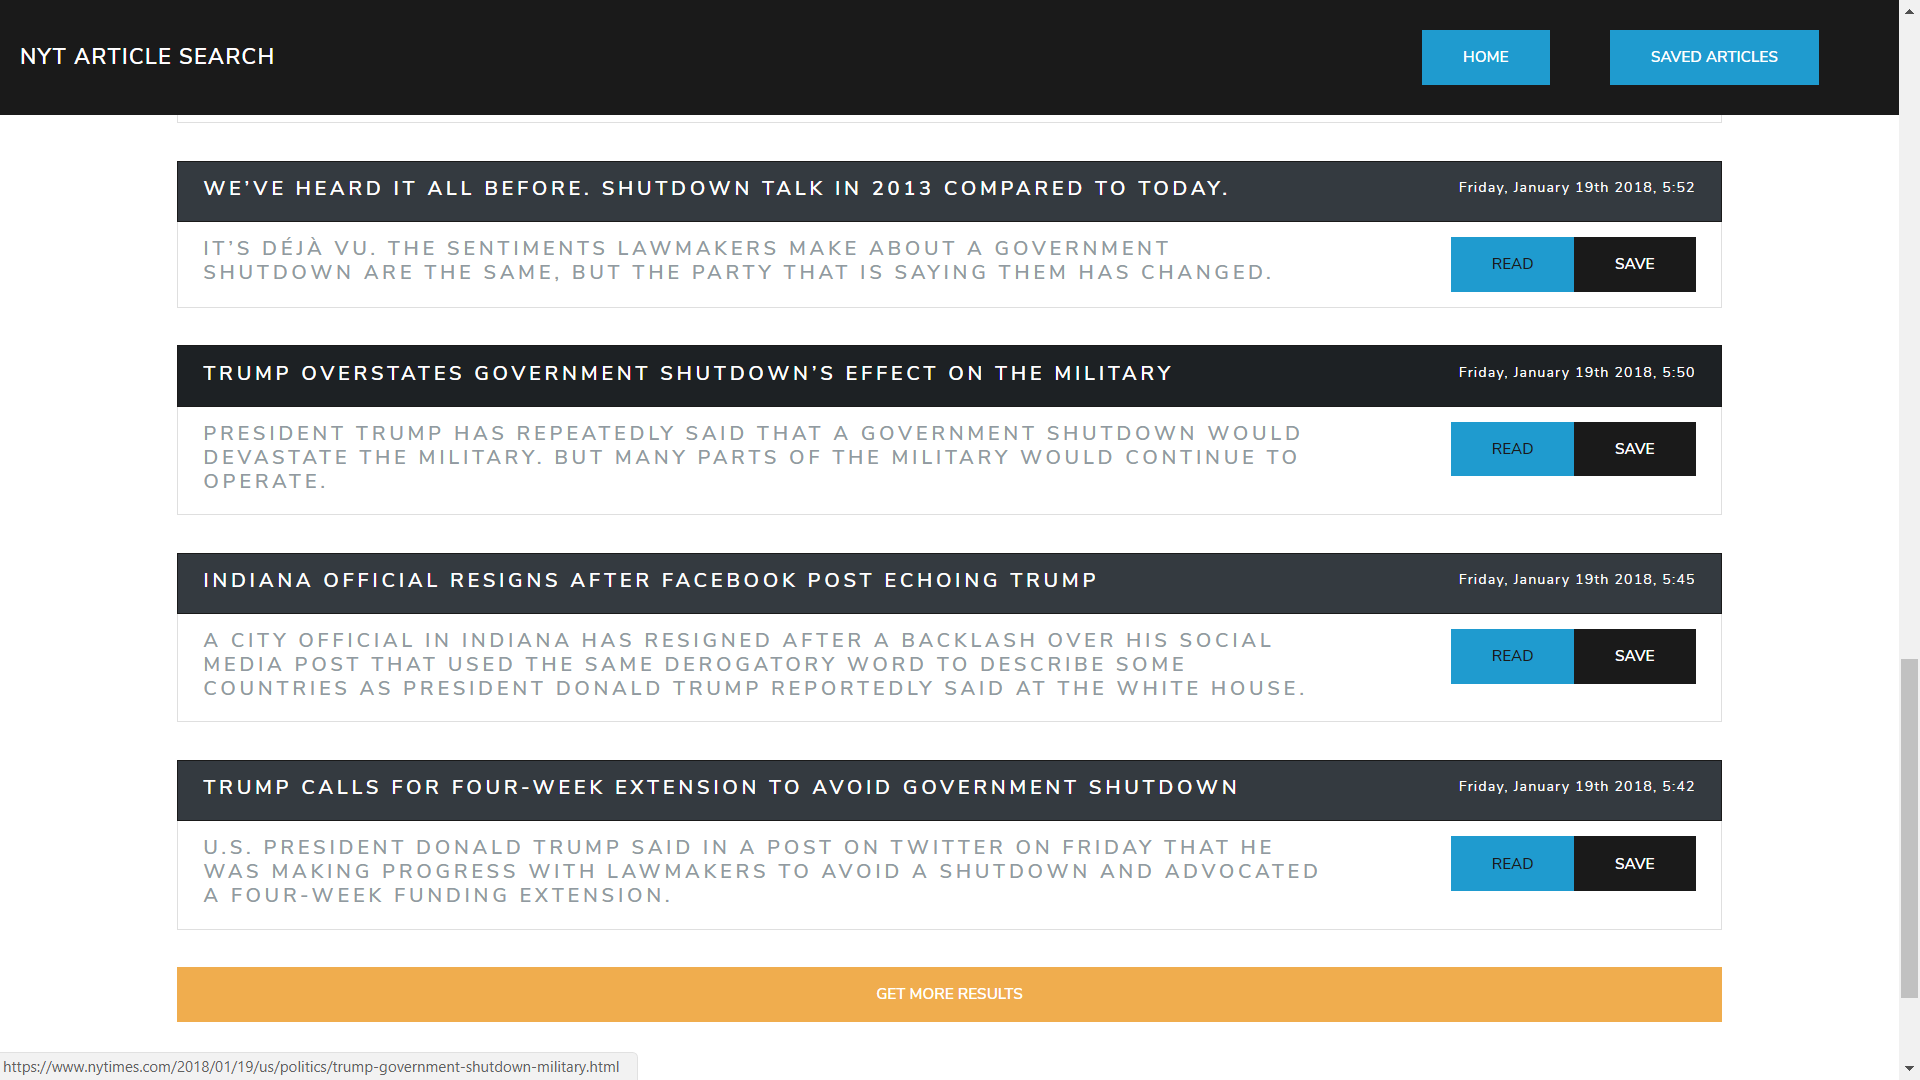 NYT ARTICLE SEARCH
HOME
SAVED ARTICLES
WE’VE HEARD IT ALL BEFORE. SHUTDOWN TALK IN 2013 COMPARED TO TODAY.
Friday, January 19th 2018, 5:52
IT’S DÉJÀ VU. THE SENTIMENTS LAWMAKERS MAKE ABOUT A GOVERNMENT
SHUTDOWN ARE THE SAME, BUT THE PARTY THAT IS SAYING THEM HAS CHANGED.
READ
SAVE
TRUMP OVERSTATES GOVERNMENT SHUTDOWN’S EFFECT ON THE MILITARY
Friday, January 19th 2018, 5:50
PRESIDENT TRUMP HAS REPEATEDLY SAID THAT A GOVERNMENT SHUTDOWN WOULD
DEVASTATE THE MILITARY. BUT MANY PARTS OF THE MILITARY WOULD CONTINUE TO
OPERATE.
READ
SAVE
INDIANA OFFICIAL RESIGNS AFTER FACEBOOK POST ECHOING TRUMP
Friday, January 19th 2018, 5:45
A CITY OFFICIAL IN INDIANA HAS RESIGNED AFTER A BACKLASH OVER HIS SOCIAL
MEDIA POST THAT USED THE SAME DEROGATORY WORD TO DESCRIBE SOME
COUNTRIES AS PRESIDENT DONALD TRUMP REPORTEDLY SAID AT THE WHITE HOUSE.
READ
SAVE
TRUMP CALLS FOR FOUR-WEEK EXTENSION TO AVOID GOVERNMENT SHUTDOWN
Friday, January 19th 2018, 5:42
U.S. PRESIDENT DONALD TRUMP SAID IN A POST ON TWITTER ON FRIDAY THAT HE
WAS MAKING PROGRESS WITH LAWMAKERS TO AVOID A SHUTDOWN AND ADVOCATED
A FOUR-WEEK FUNDING EXTENSION.
READ
SAVE
GET MORE RESULTS
https://www.nytimes.com/2018/01/19/us/politics/trump-government-shutdown-military.html